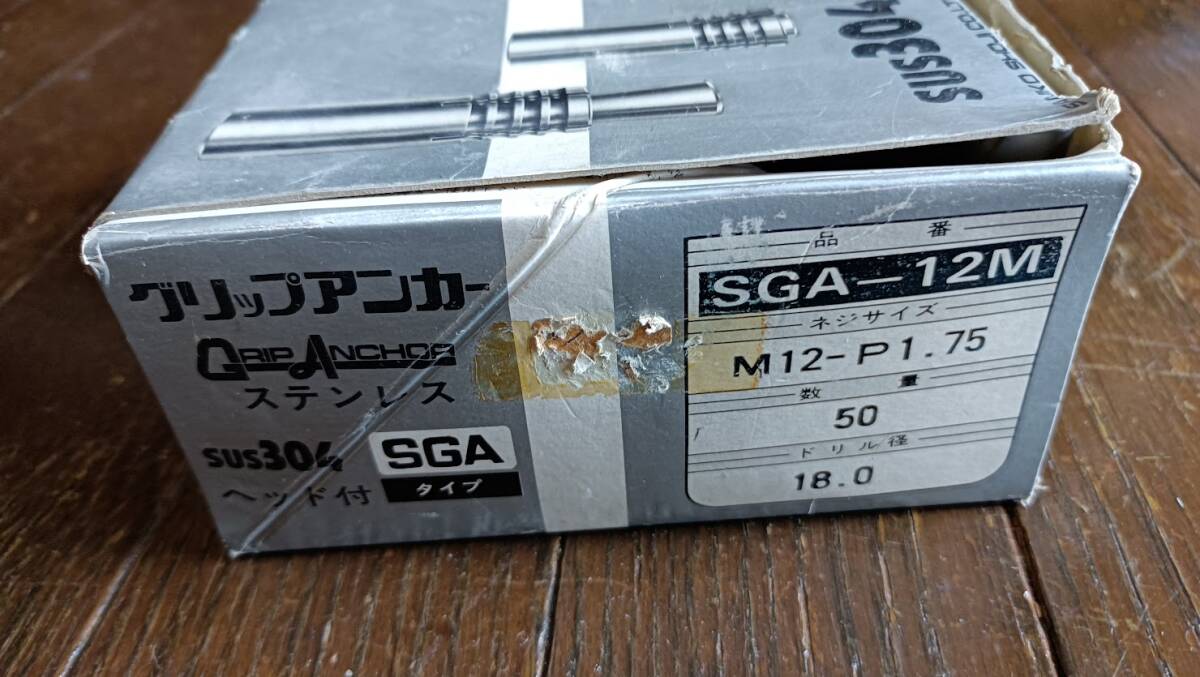 SUS304
グリップアンカー
GRIP ANCHOR
ステンレス
SUS304
SGA
ヘッド付
タイプ
品番
SGA-12M
ネジサイズ
M12-P1.75
数量
50
ドリル径
18.0